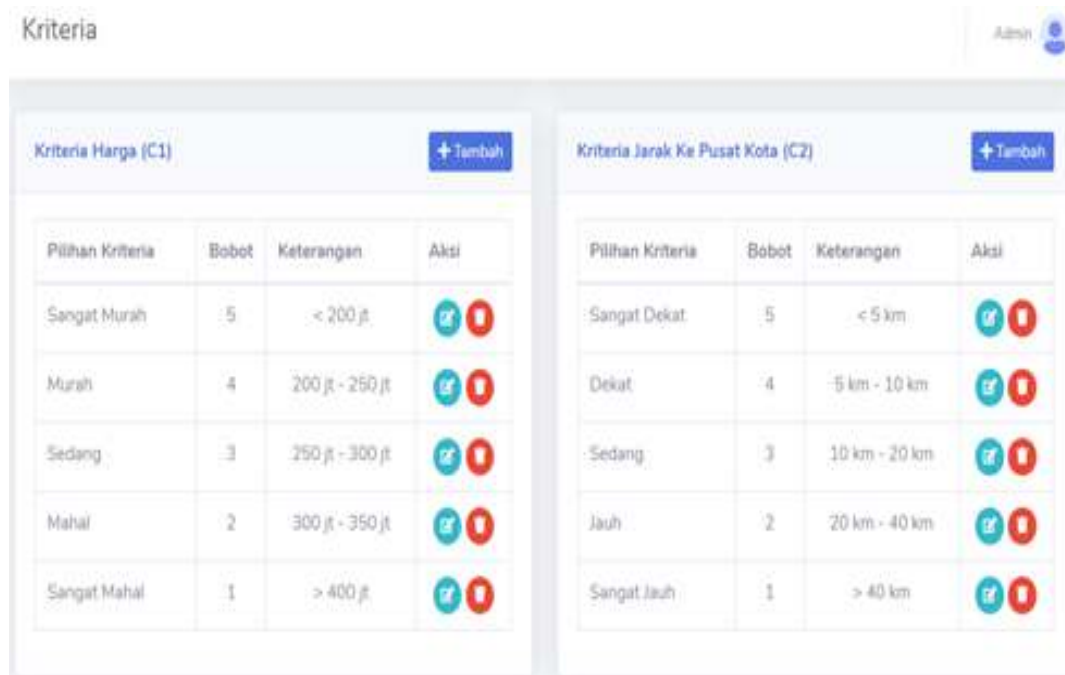 Kriteria
Admin
Kriteria Harga (C1)
+ Tambah
Pilihan Kriteria Bobot Keterangan Aksi
Sangat Murah 5 < 200 jt
Murah 4 200 jt - 250 jt
Sedang 3 250 jt - 300 jt
Mahal 2 300 jt - 350 jt
Sangat Mahal 1 > 400 jt
Kriteria Jarak Ke Pusat Kota (C2)
+ Tambah
Pilihan Kriteria Bobot Keterangan Aksi
Sangat Dekat 5 < 5 km
Dekat 4 5 km - 10 km
Sedang 3 10 km - 20 km
Jauh 2 20 km - 40 km
Sangat Jauh 1 > 40 km